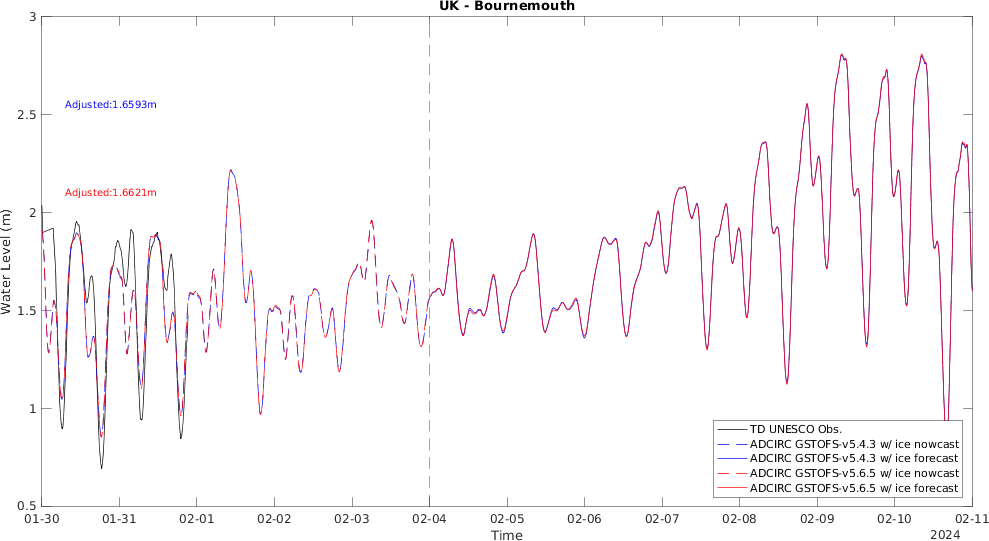 UK - Bournemouth
3
2.5
2
1.5
1
0.5
Water Level (m)
Adjusted:1.6593m
Adjusted:1.6621m
TD UNESCO Obs.
ADCIRC GSTOFS-v5.4.3 w/ ice nowcast
ADCIRC GSTOFS-v5.4.3 w/ ice forecast
ADCIRC GSTOFS-v5.6.5 w/ ice nowcast
ADCIRC GSTOFS-v5.6.5 w/ ice forecast
01-30 01-31 02-01 02-02 02-03 02-04 02-05 02-06 02-07 02-08 02-09 02-10 02-11
Time
2024